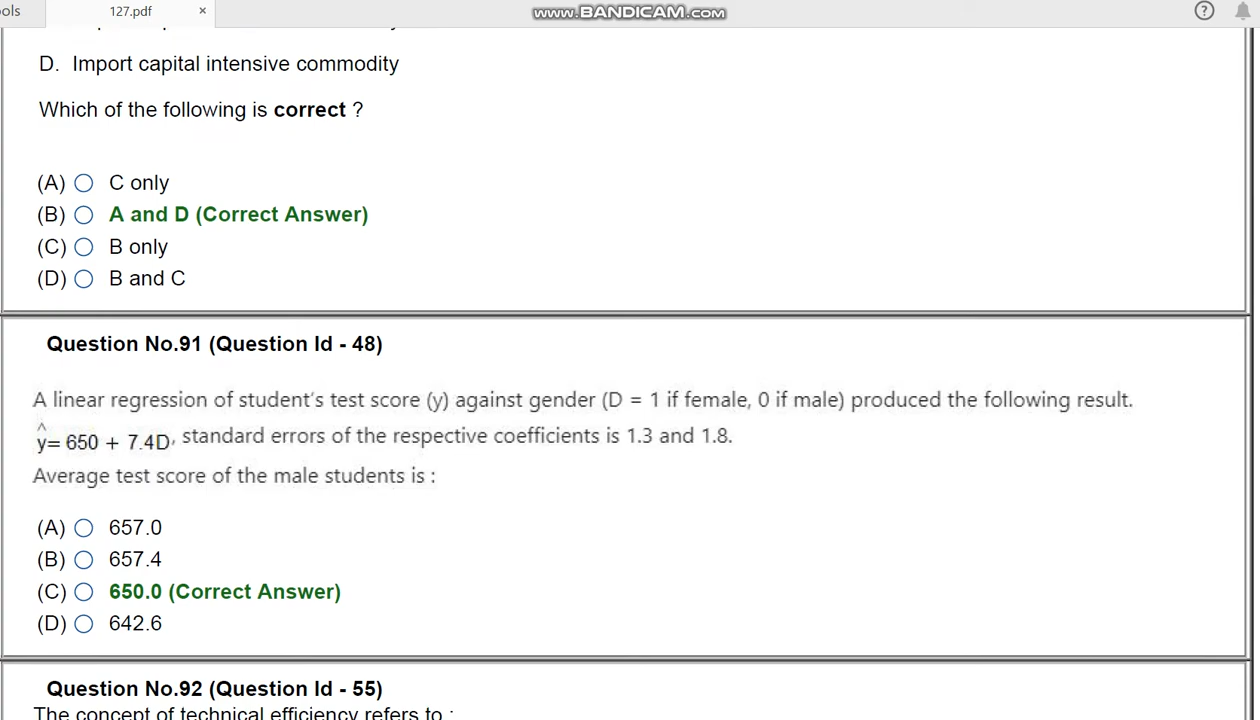 ols
127.pdf
×
www.BANDICAM.com
?
D. Import capital intensive commodity
Which of the following is correct ?
(A) C only
(B) A and D (Correct Answer)
(C) B only
(D) B and C
Question No.91 (Question Id - 48)
A linear regression of student's test score (y) against gender (D = 1 if female, 0 if male) produced the following result.
ŷ= 650 + 7.4D, standard errors of the respective coefficients is 1.3 and 1.8.
Average test score of the male students is :
(A) 657.0
(B) 657.4
(C) 650.0 (Correct Answer)
(D) 642.6
Question No.92 (Question Id - 55)
The concept of technical efficiency refers to :